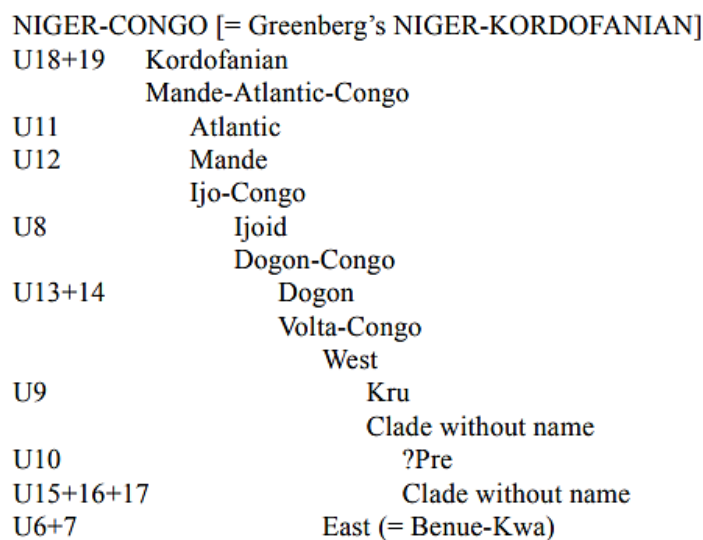 NIGER-CONGO [= Greenberg’s NIGER-KORDOFANIAN]
U18+19 Kordofanian
Mande-Atlantic-Congo
U11 Atlantic
U12 Mande
Ijo-Congo
U8 Ijoid
Dogon-Congo
U13+14 Dogon
Volta-Congo
West
U9 Kru
Clade without name
U10 ?Pre
U15+16+17 Clade without name
U6+7 East (= Benue-Kwa)